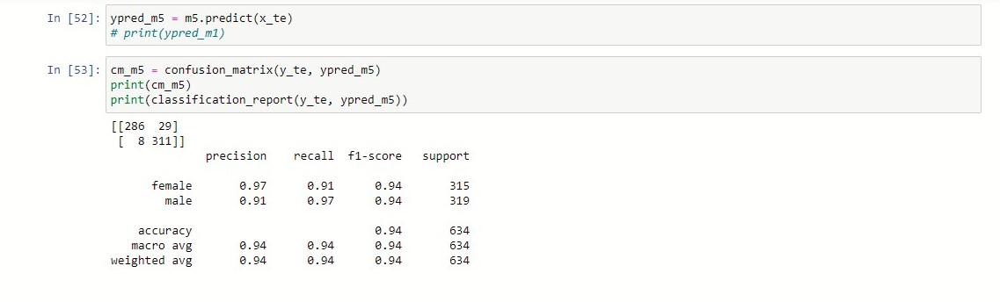 In [52]: ypred_m5 = m5.predict(x_te)
# print(ypred_m1)
In [53]: cm_m5 = confusion_matrix(y_te, ypred_m5)
print(cm_m5)
print(classification_report(y_te, ypred_m5))
[[286  29]
 [  8 311]]
              precision    recall  f1-score   support
      female       0.97      0.91      0.94       315
        male       0.91      0.97      0.94       319
    accuracy                           0.94       634
   macro avg       0.94      0.94      0.94       634
weighted avg       0.94      0.94      0.94       634